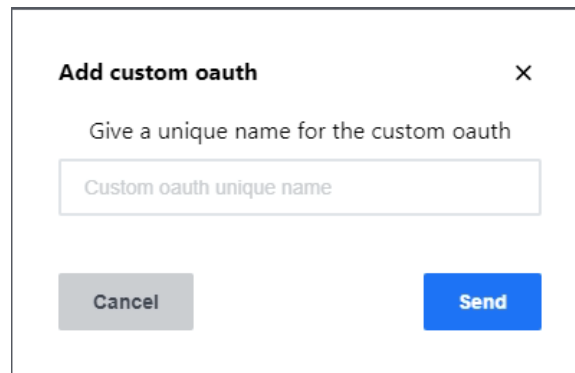 Add custom oauth
Give a unique name for the custom oauth
Custom oauth unique name
Cancel
Send